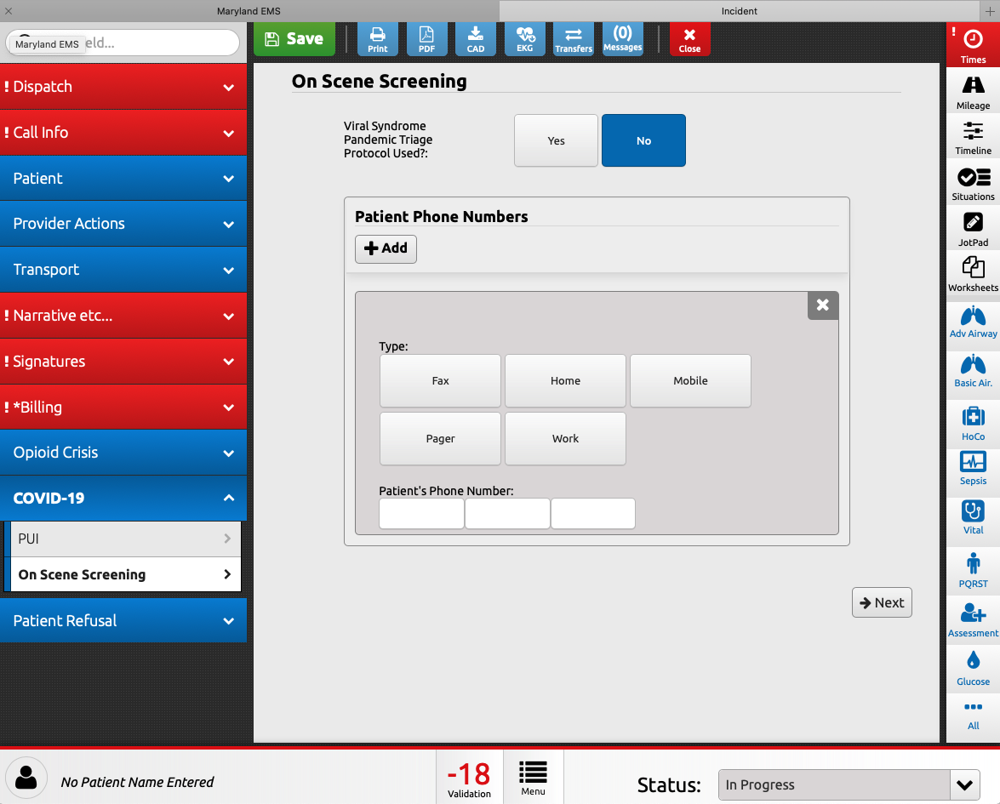 Maryland EMS
Incident
Maryland EMS
eld...
Save
Print
PDF
CAD
EKG
Transfers
(0)
Messages
Close
! Dispatch
! Call Info
Patient
Provider Actions
Transport
! Narrative etc...
! Signatures
! *Billing
Opioid Crisis
COVID-19
PUI
On Scene Screening
Patient Refusal
On Scene Screening
Viral Syndrome
Pandemic Triage
Protocol Used?:
Yes
No
Patient Phone Numbers
Add
Type:
Fax
Home
Mobile
Pager
Work
Patient's Phone Number:
Next
!
Times
Mileage
Timeline
Situations
JotPad
Worksheets
Adv Airway
Basic Air.
HoCo
Sepsis
Vital
PQRST
Assessment
Glucose
All
No Patient Name Entered
-18
Validation
Menu
Status:
In Progress